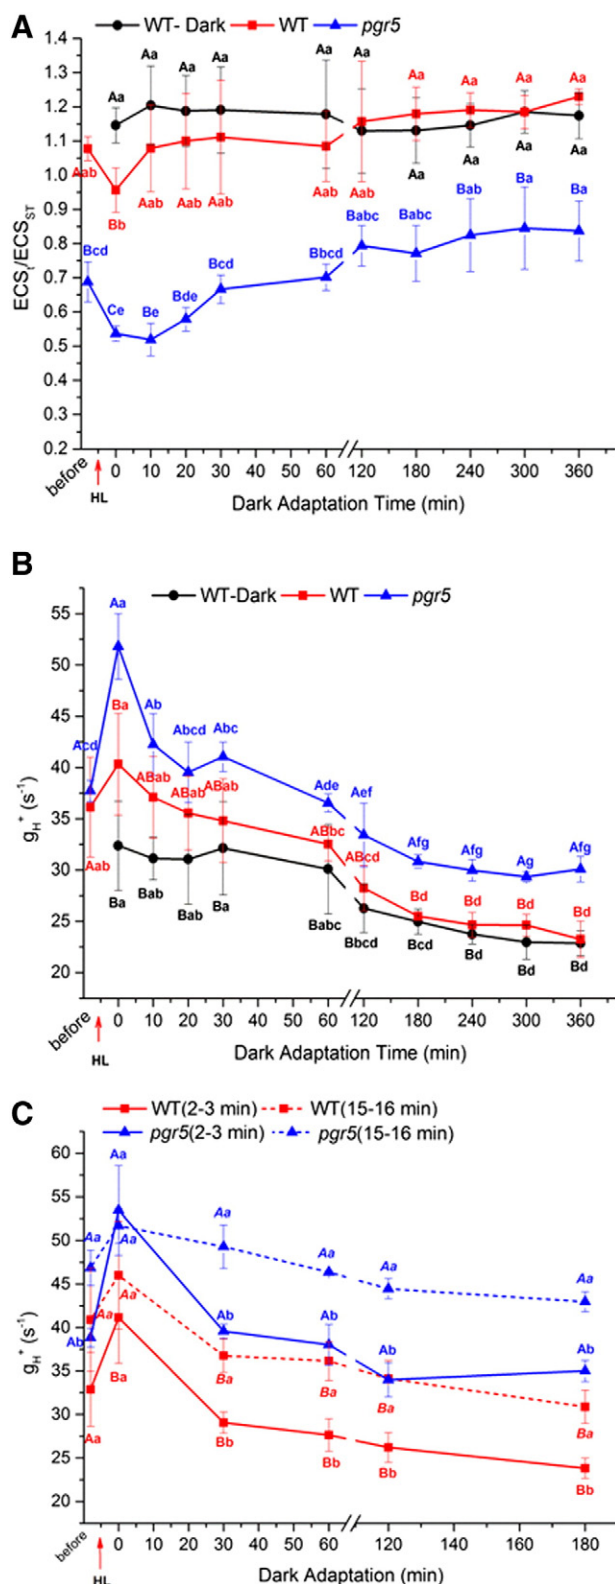 A
WT- Dark WT pgr5
1.4
1.3
1.2
1.1
1.0
0.9
0.8
0.7
0.6
0.5
0.4
0.3
0.2
ECSt/ECSST
Aa Aa Aa Aa Aa Aa Aa Aa Aa Aa
Aab Bb Aab Aab Aab Aab Aab Aa Aa Aa Aa
Bcd Ce Be Bde Bcd Bbcd Babc Babc Bab Ba Ba
before 0 10 20 30 40 50 60 120 180 240 300 360
HL
Dark Adaptation Time (min)
B
WT-Dark WT pgr5
55
50
45
40
35
30
25
20
gH+ (s-1)
Acd Aa Ab Abcd Abc Ade Aef Afg Afg Ag Afg
Aab Ba ABab ABab ABab ABbc ABcd Bd Bd Bd Bd
Ba Bab Bab Ba Babc Bbcd Bcd Bd Bd Bd
before 0 10 20 30 40 50 60 120 180 240 300 360
HL
Dark Adaptation Time (min)
C
WT(2-3 min) WT(15-16 min)
pgr5(2-3 min) pgr5(15-16 min)
60
55
50
45
40
35
30
25
20
gH+ (s-1)
Aa Aa Aa Aa Aa Aa
Ab Aa Ab Ab Ab Ab
Aa Aa Ba Ba Ba Ba
Aa Ba Bb Bb Bb Bb
before 0 10 20 30 40 50 60 120 140 160 180
HL
Dark Adaptation (min)